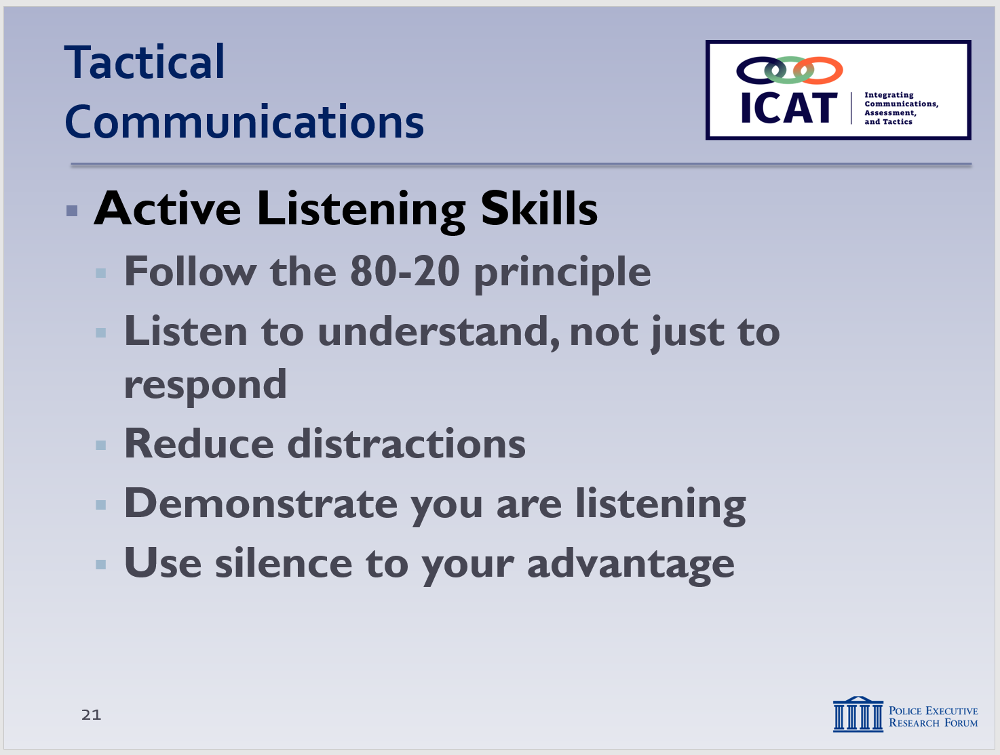 Tactical
Communications
ICAT
Integrating
Communications,
Assessment,
and Tactics
Active Listening Skills
Follow the 80-20 principle
Listen to understand, not just to
respond
Reduce distractions
Demonstrate you are listening
Use silence to your advantage
21
Police Executive
Research Forum